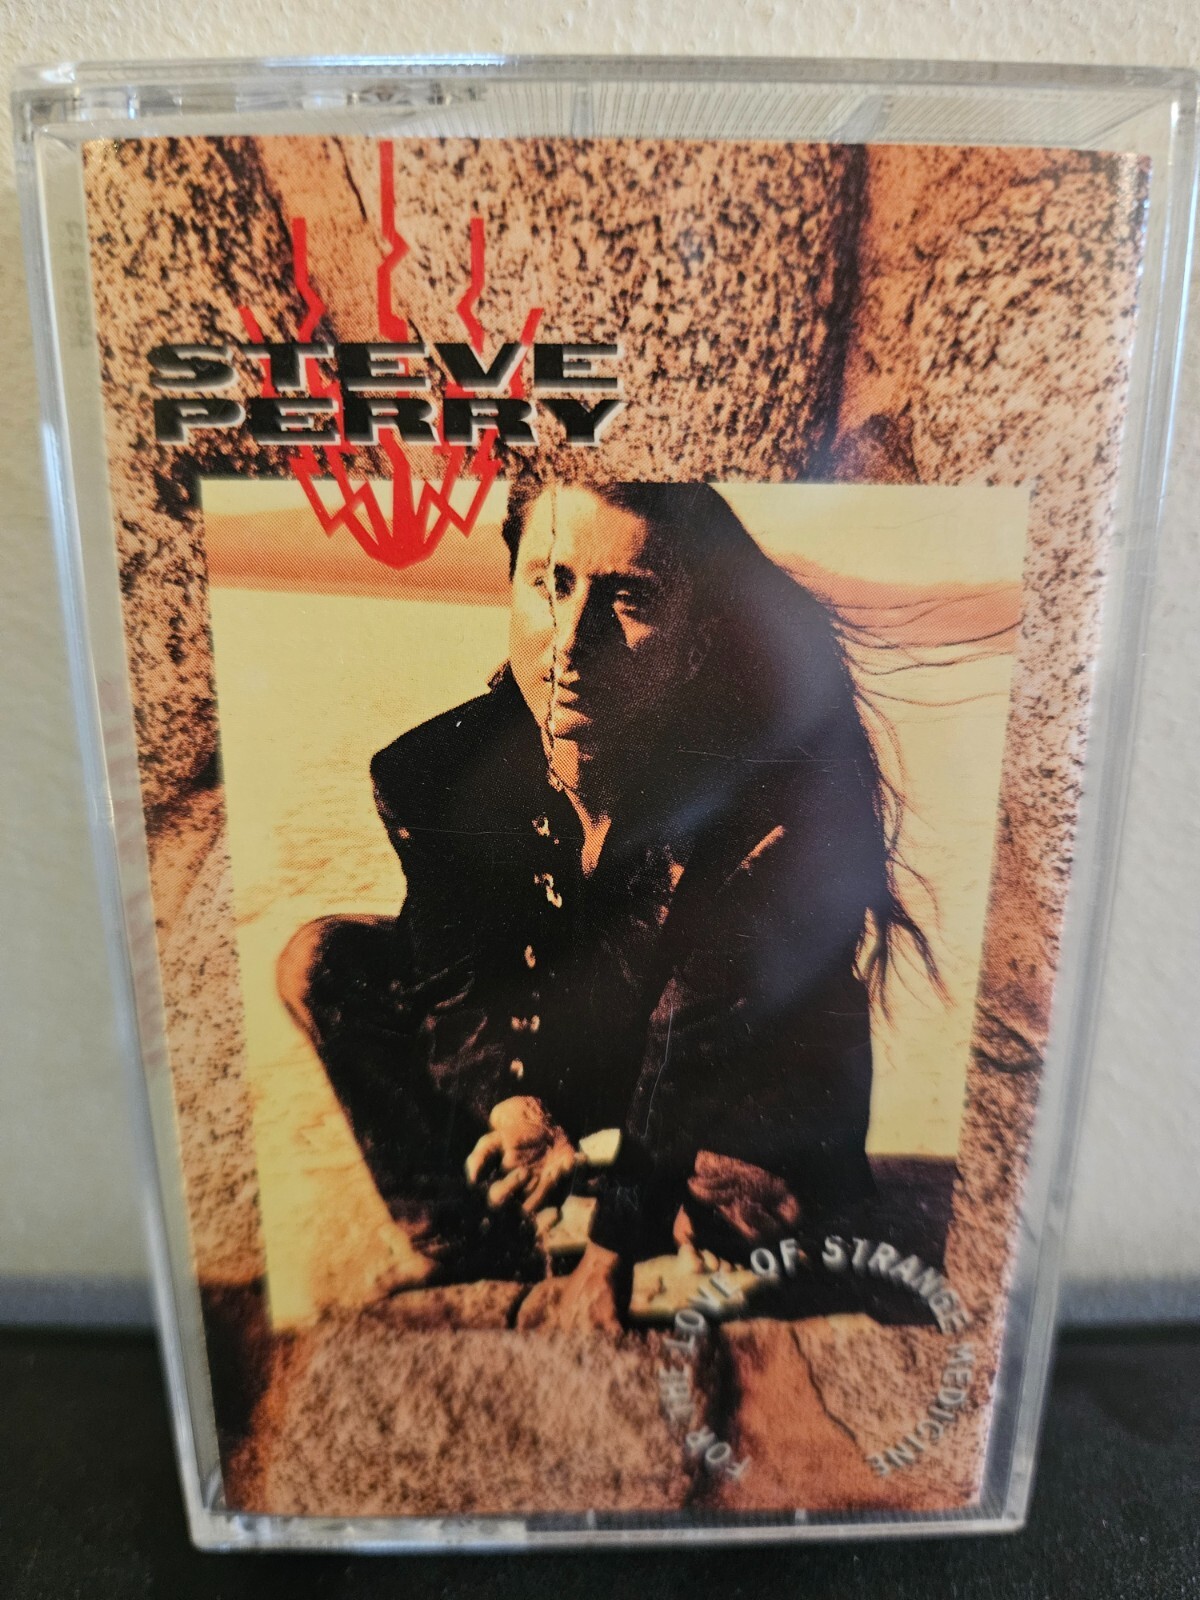 STEVE
PERRY
FOR THE LOVE OF STRANGE MEDICINE